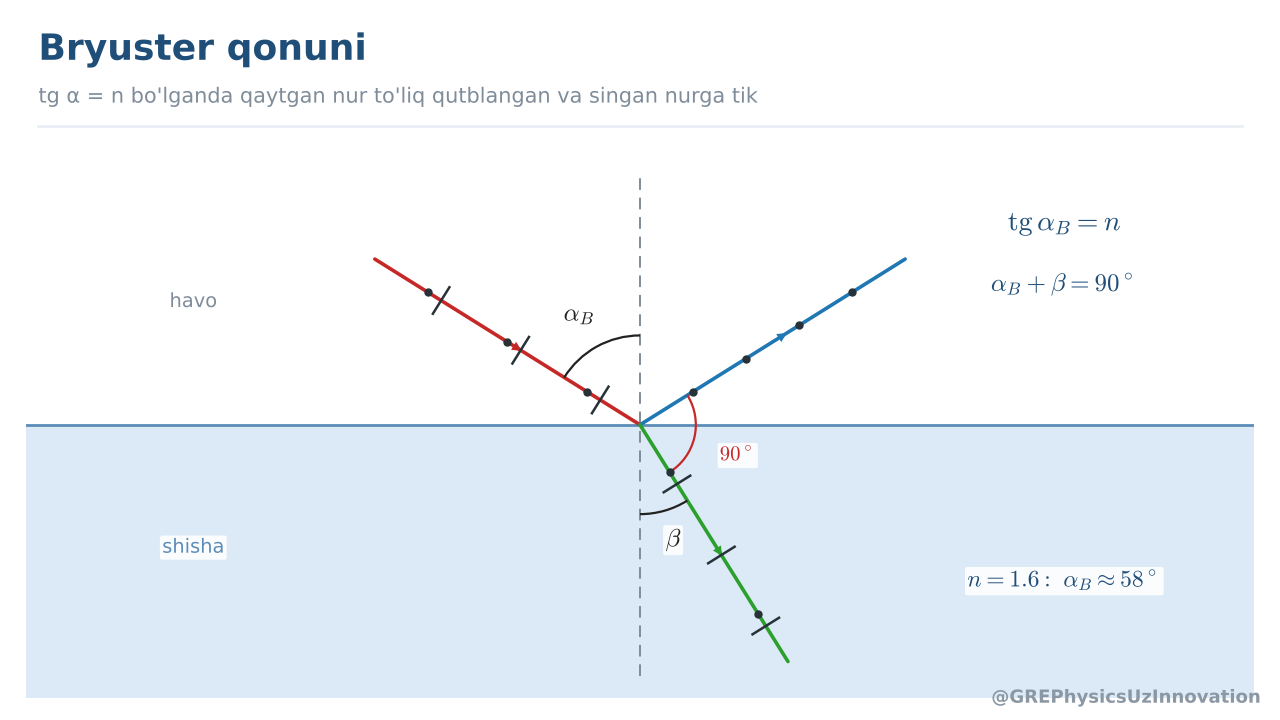 Bryuster qonuni
tg α = n bo'lganda qaytgan nur to'liq qutblangan va singan nurga tik
tg α_B = n
α_B + β = 90°
havo
α_B
90°
β
shisha
n = 1.6 : α_B ≈ 58°
@GREPhysicsUzInnovation